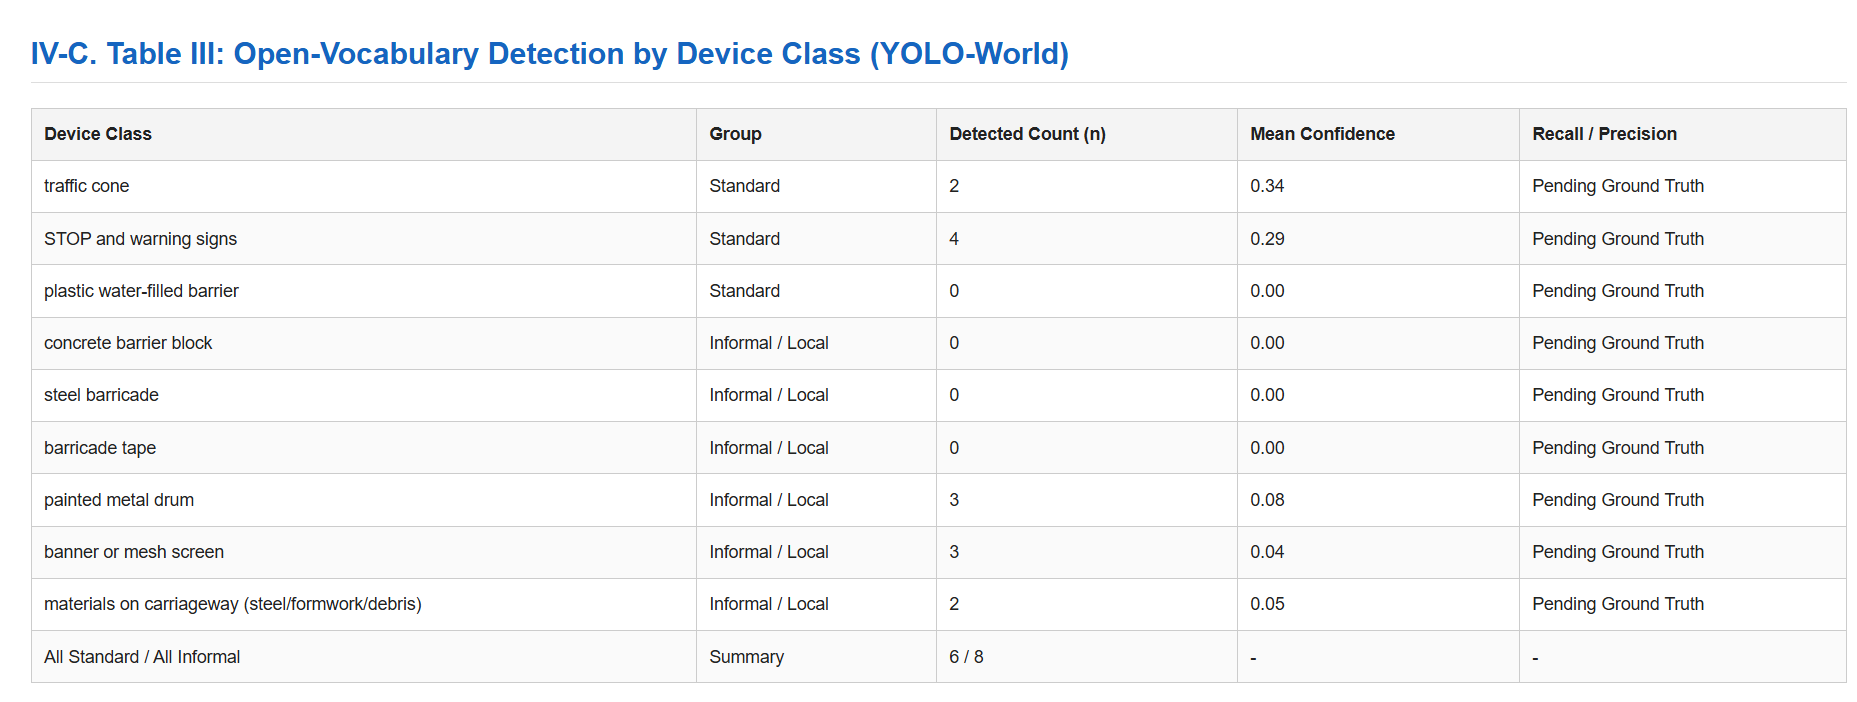 IV-C. Table III: Open-Vocabulary Detection by Device Class (YOLO-World)
Device Class Group Detected Count (n) Mean Confidence Recall / Precision
traffic cone Standard 2 0.34 Pending Ground Truth
STOP and warning signs Standard 4 0.29 Pending Ground Truth
plastic water-filled barrier Standard 0 0.00 Pending Ground Truth
concrete barrier block Informal / Local 0 0.00 Pending Ground Truth
steel barricade Informal / Local 0 0.00 Pending Ground Truth
barricade tape Informal / Local 0 0.00 Pending Ground Truth
painted metal drum Informal / Local 3 0.08 Pending Ground Truth
banner or mesh screen Informal / Local 3 0.04 Pending Ground Truth
materials on carriageway (steel/formwork/debris) Informal / Local 2 0.05 Pending Ground Truth
All Standard / All Informal Summary 6 / 8 - -